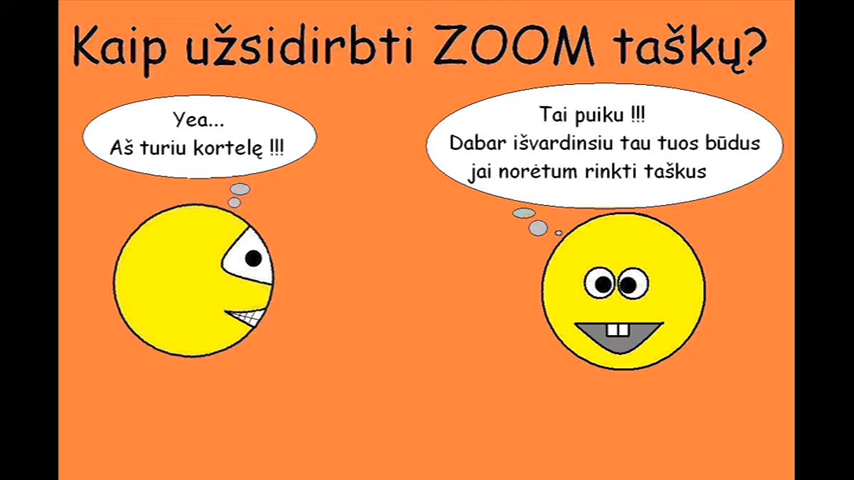 Kaip užsidirbti ZOOM taškų?
Yea...
Aš turiu kortelę !!!
Tai puiku !!!
Dabar išvardinsiu tau tuos būdus
jai norėtum rinkti taškus